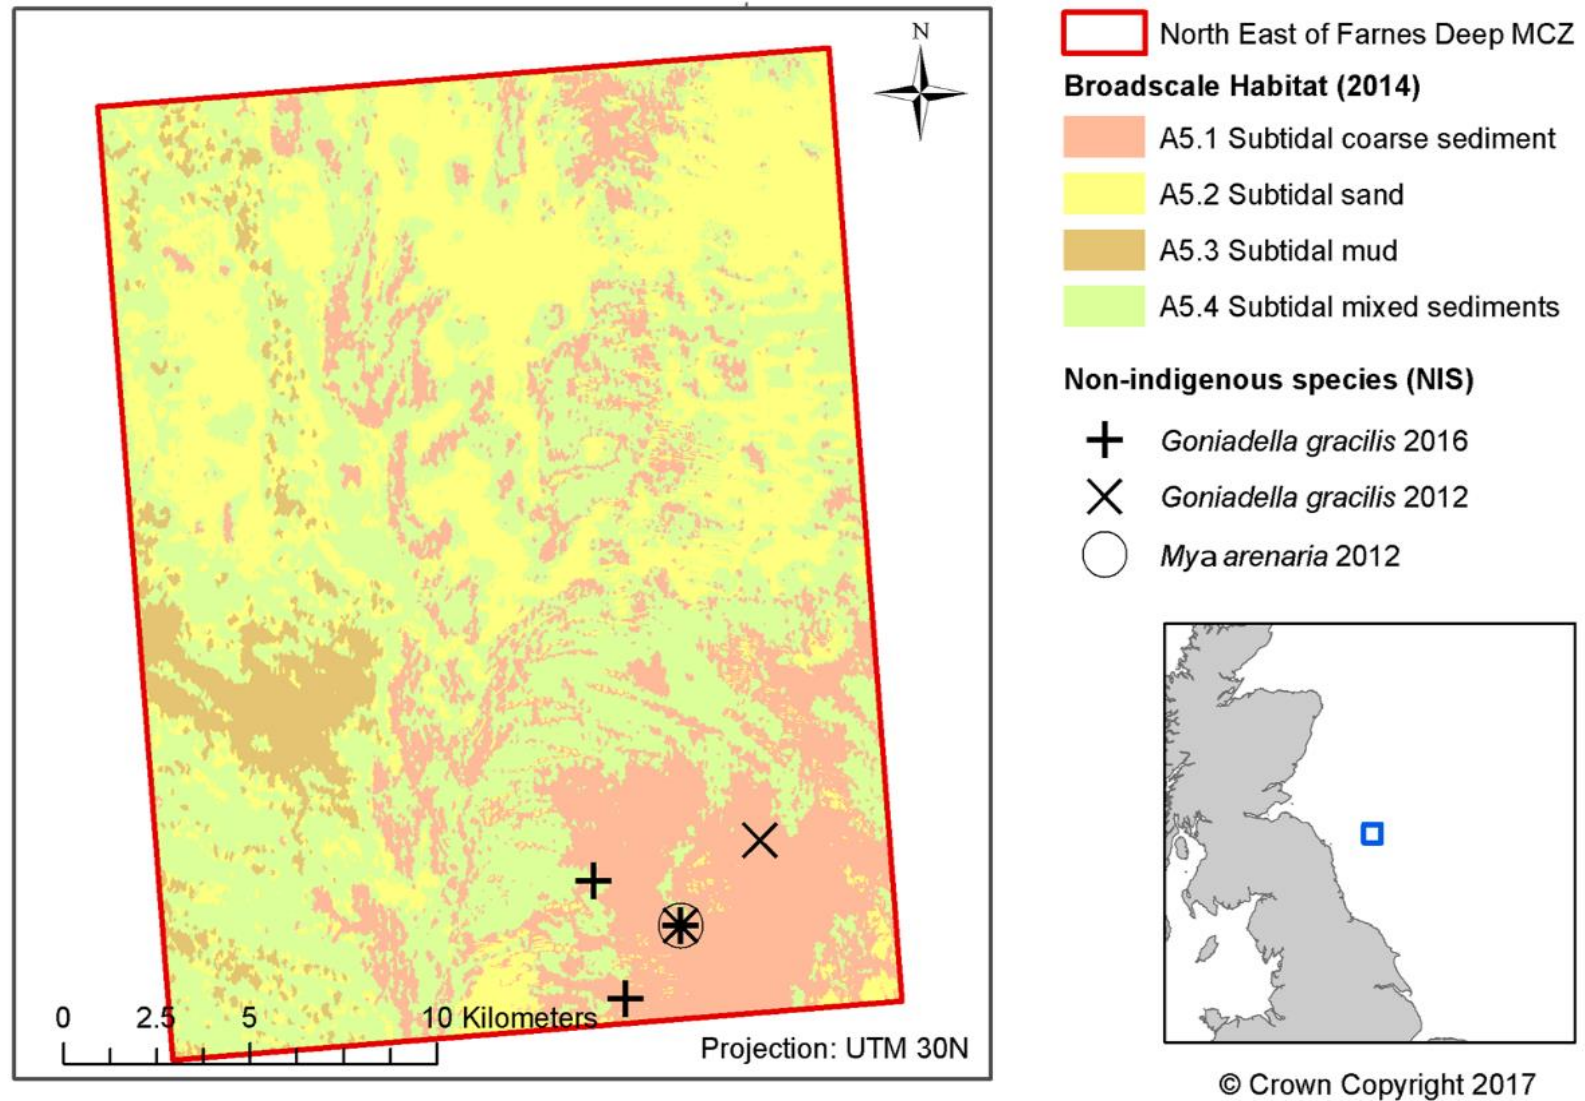 N
0 2.5 5 10 Kilometers
Projection: UTM 30N
North East of Farnes Deep MCZ
Broadscale Habitat (2014)
A5.1 Subtidal coarse sediment
A5.2 Subtidal sand
A5.3 Subtidal mud
A5.4 Subtidal mixed sediments
Non-indigenous species (NIS)
Goniadella gracilis 2016
Goniadella gracilis 2012
Mya arenaria 2012
© Crown Copyright 2017